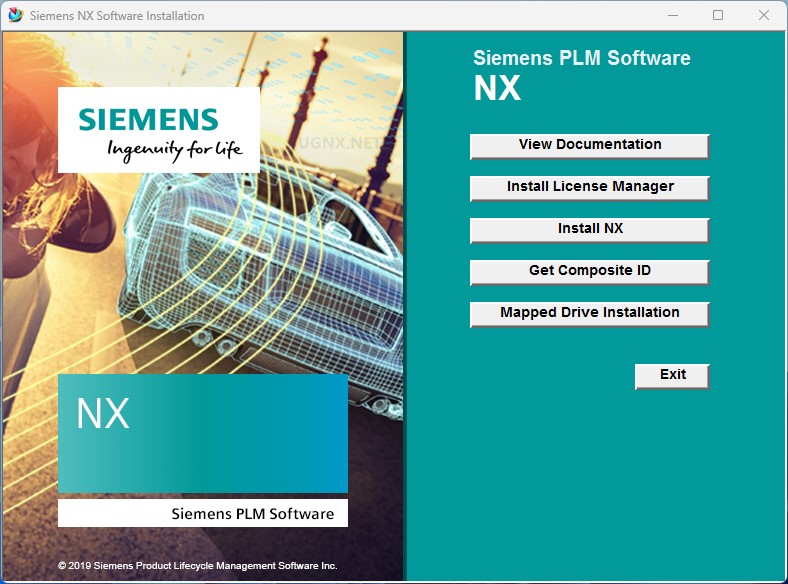 Siemens NX Software Installation
SIEMENS
Ingenuity for life
UGNX.NET
NX
Siemens PLM Software
© 2019 Siemens Product Lifecycle Management Software Inc.
Siemens PLM Software
NX
View Documentation
Install License Manager
Install NX
Get Composite ID
Mapped Drive Installation
Exit